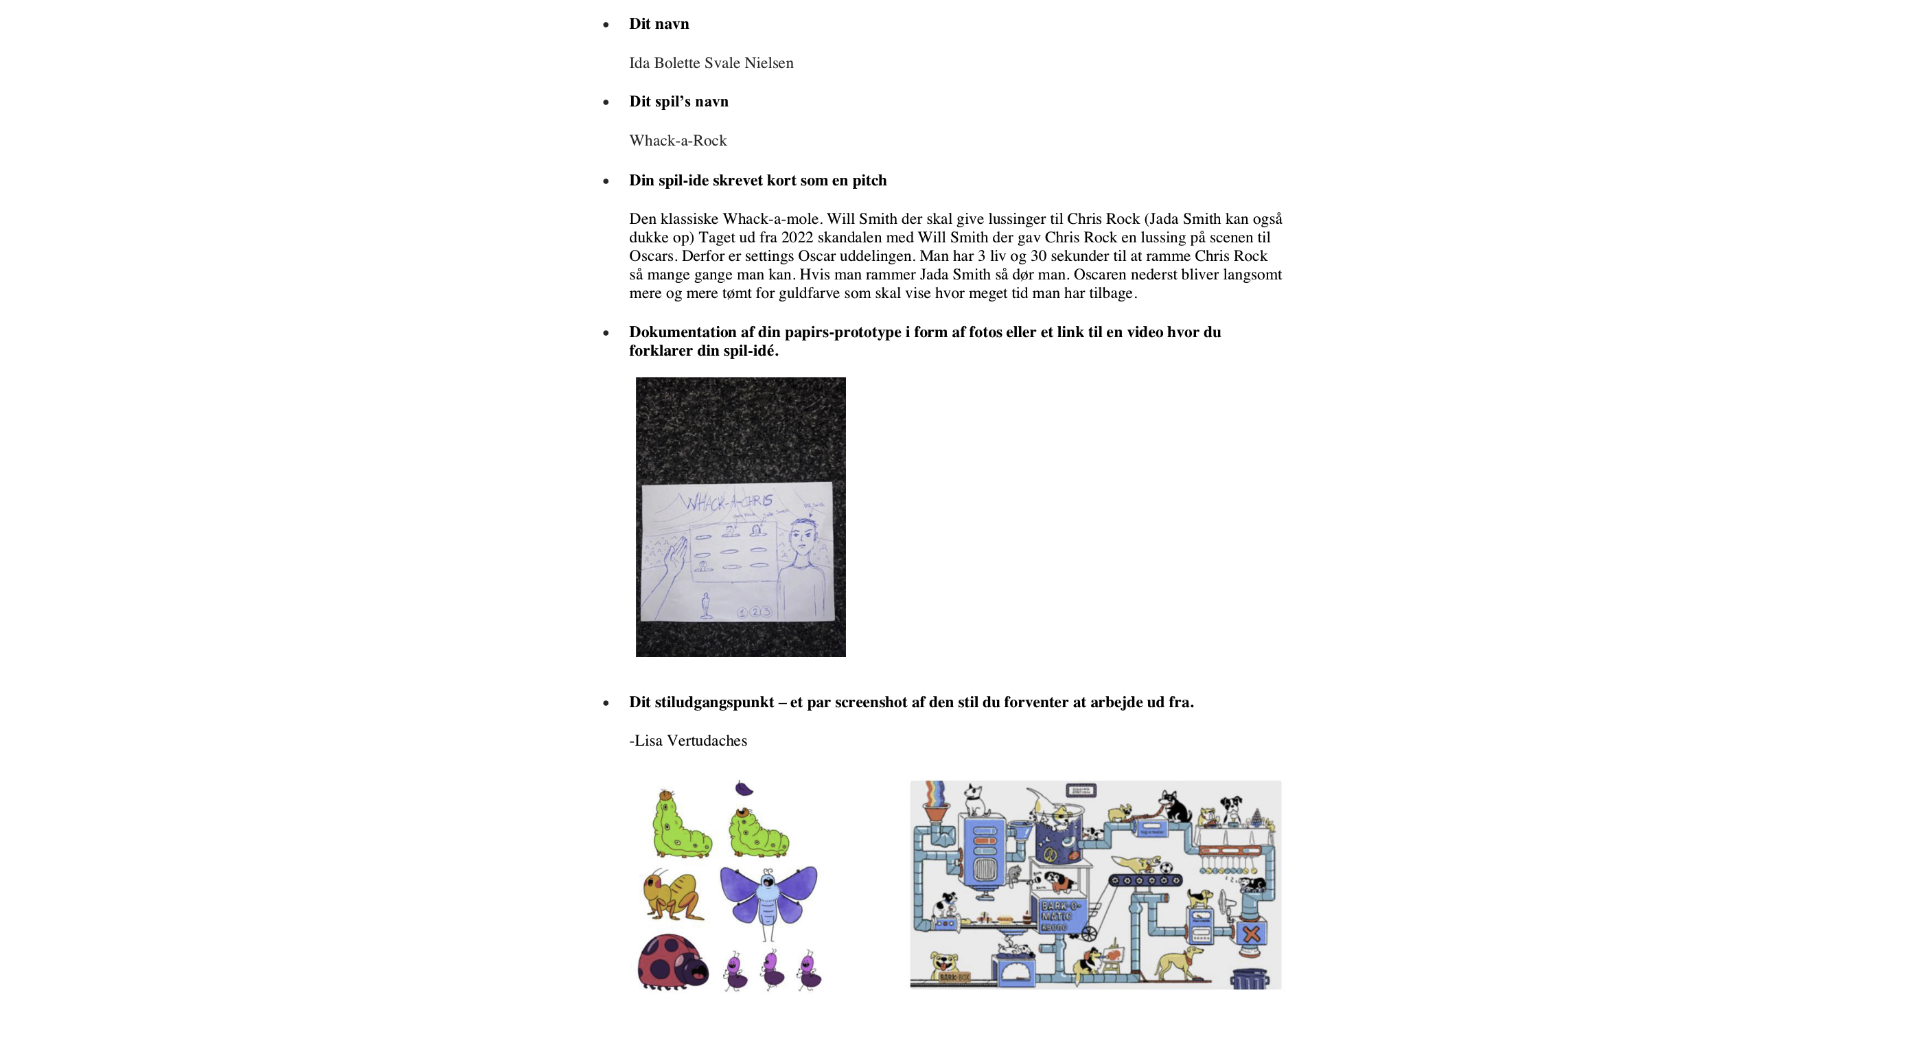 Dit navn
Ida Bolette Svale Nielsen
Dit spil’s navn
Whack-a-Rock
Din spil-ide skrevet kort som en pitch
Den klassiske Whack-a-mole. Will Smith der skal give lussinger til Chris Rock (Jada Smith kan også
dukke op) Taget ud fra 2022 skandalen med Will Smith der gav Chris Rock en lussing på scenen til
Oscars. Derfor er settings Oscar uddelingen. Man har 3 liv og 30 sekunder til at ramme Chris Rock
så mange gange man kan. Hvis man rammer Jada Smith så dør man. Oscaren nederst bliver langsomt
mere og mere tømt for guldfarve som skal vise hvor meget tid man har tilbage.
Dokumentation af din papirs-prototype i form af fotos eller et link til en video hvor du
forklarer din spil-idé.
WHACK-A-CHRIS
1 2 3
Dit stiludgangspunkt – et par screenshot af den stil du forventer at arbejde ud fra.
-Lisa Vertudaches
BARK-O-
MATIC